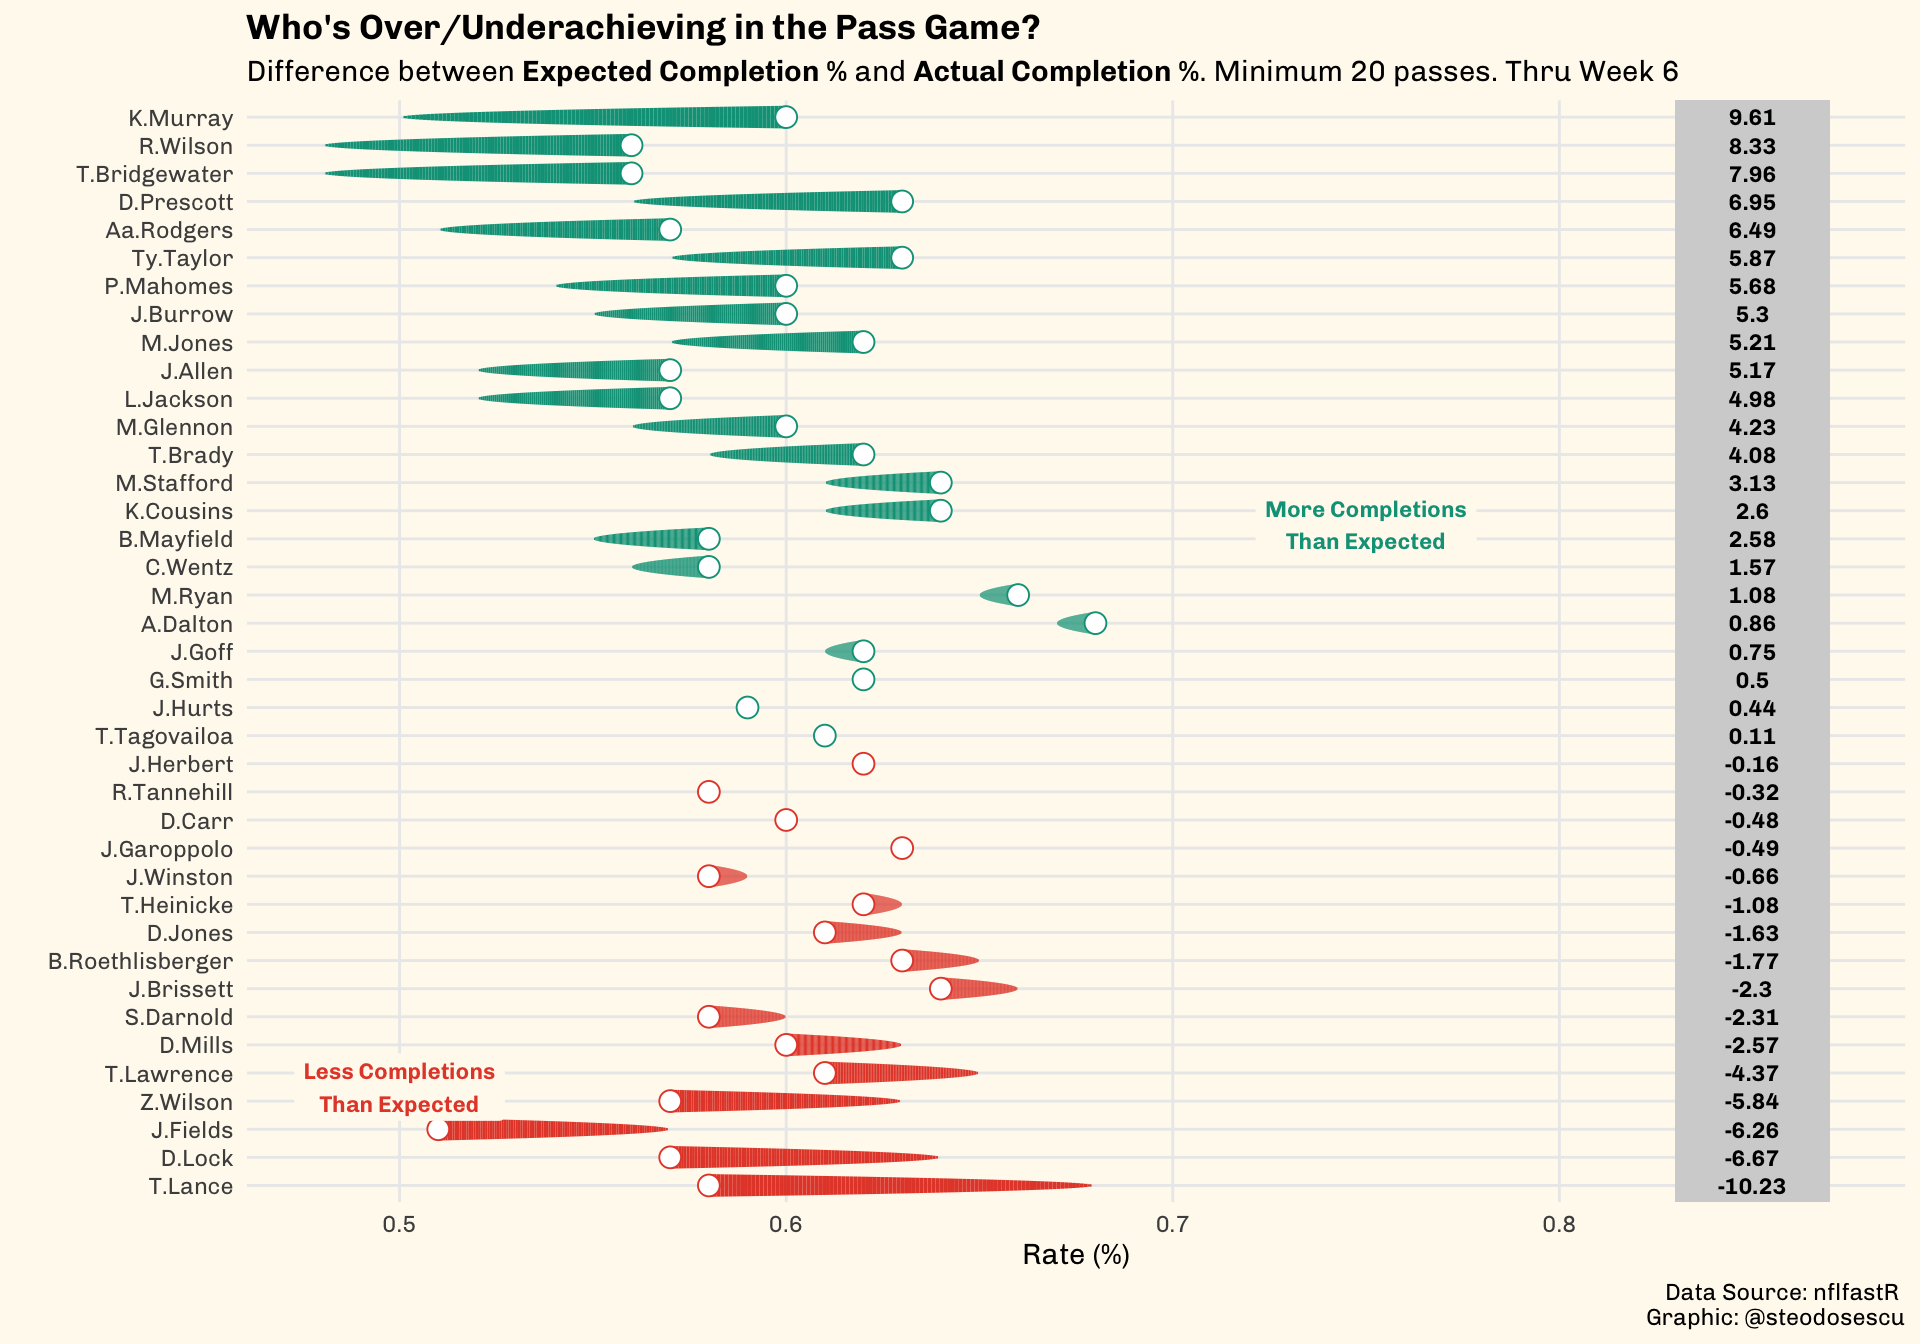 Who's Over/Underachieving in the Pass Game?
Difference between Expected Completion % and Actual Completion %. Minimum 20 passes. Thru Week 6
K.Murray 9.61
R.Wilson 8.33
T.Bridgewater 7.96
D.Prescott 6.95
Aa.Rodgers 6.49
Ty.Taylor 5.87
P.Mahomes 5.68
J.Burrow 5.3
M.Jones 5.21
J.Allen 5.17
L.Jackson 4.98
M.Glennon 4.23
T.Brady 4.08
M.Stafford 3.13
K.Cousins 2.6
More Completions
Than Expected
B.Mayfield 2.58
C.Wentz 1.57
M.Ryan 1.08
A.Dalton 0.86
J.Goff 0.75
G.Smith 0.5
J.Hurts 0.44
T.Tagovailoa 0.11
J.Herbert -0.16
R.Tannehill -0.32
D.Carr -0.48
J.Garoppolo -0.49
J.Winston -0.66
T.Heinicke -1.08
D.Jones -1.63
B.Roethlisberger -1.77
J.Brissett -2.3
S.Darnold -2.31
D.Mills -2.57
T.Lawrence -4.37
Less Completions
Than Expected
Z.Wilson -5.84
J.Fields -6.26
D.Lock -6.67
T.Lance -10.23
0.5 0.6 0.7 0.8
Rate (%)
Data Source: nflfastR
Graphic: @steodosescu